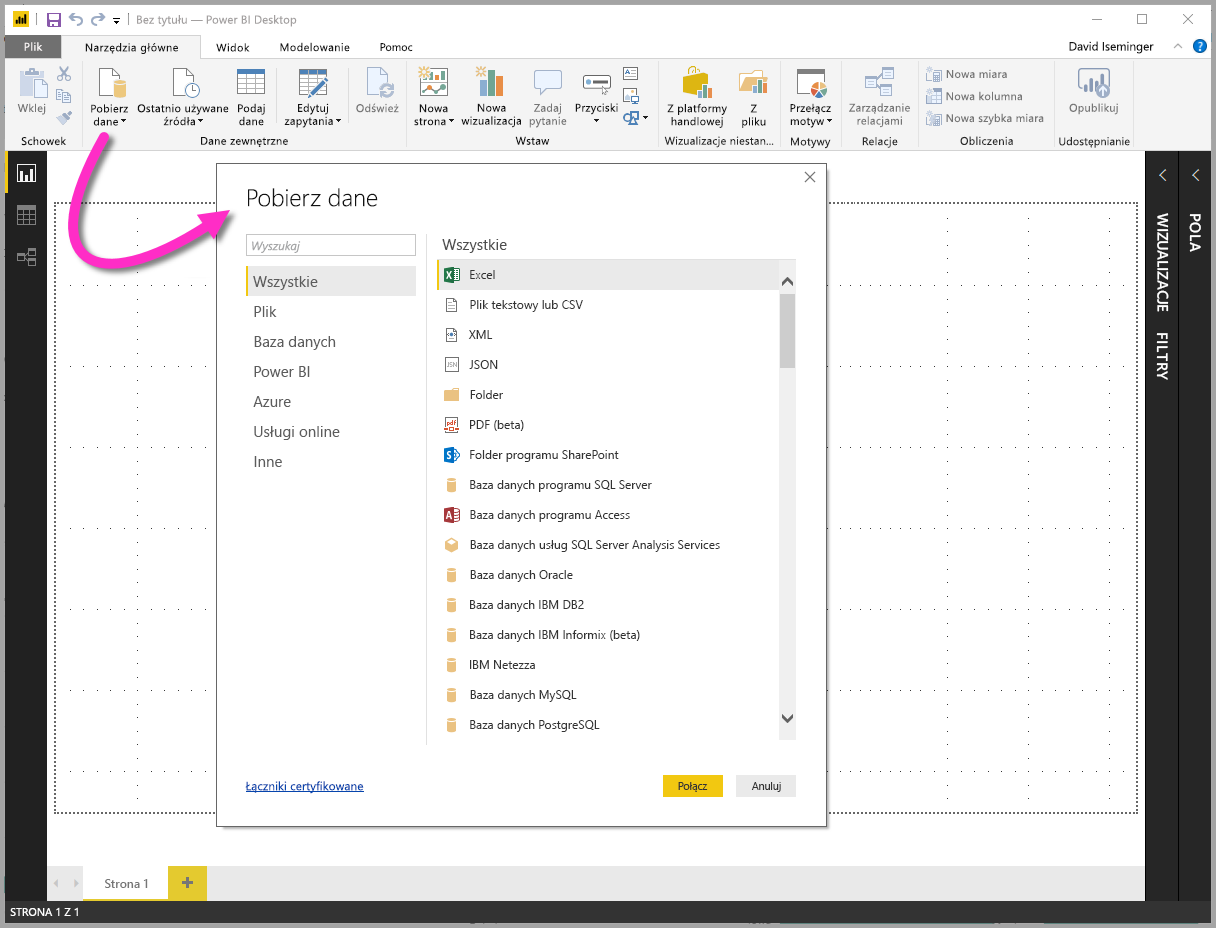 Bez tytułu — Power BI Desktop
Plik
Narzędzia główne
Widok
Modelowanie
Pomoc
David Iseminger
?
Wklej
Pobierz
dane
Ostatnio używane
źródła
Podaj
dane
Edytuj
zapytania
Odśwież
Nowa
strona
Nowa
wizualizacja
Zadaj
pytanie
Przyciski
Z platformy
handlowej
Z
pliku
Przełącz
motyw
Zarządzanie
relacjami
Nowa miara
Nowa kolumna
Nowa szybka miara
Opublikuj
Schowek
Dane zewnętrzne
Wstaw
Wizualizacje niestan...
Motywy
Relacje
Obliczenia
Udostępnianie
Pobierz dane
Wyszukaj
Wszystkie
Plik
Baza danych
Power BI
Azure
Usługi online
Inne
Wszystkie
Excel
Plik tekstowy lub CSV
XML
JSON
Folder
PDF (beta)
Folder programu SharePoint
Baza danych programu SQL Server
Baza danych programu Access
Baza danych usług SQL Server Analysis Services
Baza danych Oracle
Baza danych IBM DB2
Baza danych IBM Informix (beta)
IBM Netezza
Baza danych MySQL
Baza danych PostgreSQL
Łączniki certyfikowane
Połącz
Anuluj
WIZUALIZACJE
FILTRY
POLA
Strona 1
STRONA 1 Z 1